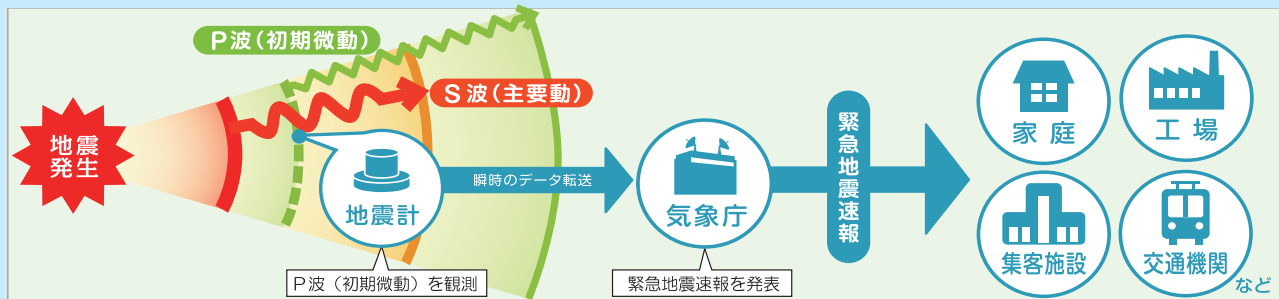 P波(初期微動)
S波(主要動)
地震
発生
地震計
P波（初期微動）を観測
瞬時のデータ転送
気象庁
緊急地震速報を発表
緊急地震速報
家庭
工場
集客施設
交通機関
など